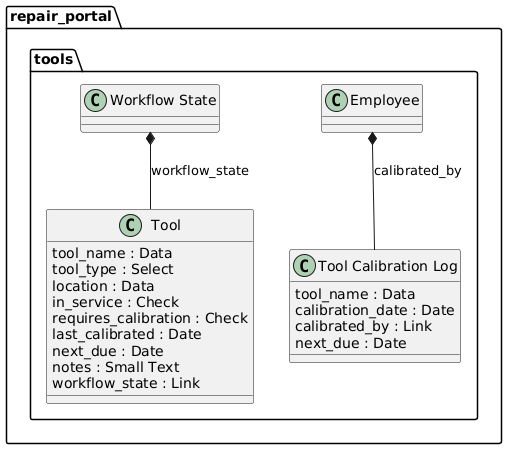 repair_portal
tools
C Workflow State
C Employee
workflow_state
calibrated_by
C Tool
tool_name : Data
tool_type : Select
location : Data
in_service : Check
requires_calibration : Check
last_calibrated : Date
next_due : Date
notes : Small Text
workflow_state : Link
C Tool Calibration Log
tool_name : Data
calibration_date : Date
calibrated_by : Link
next_due : Date